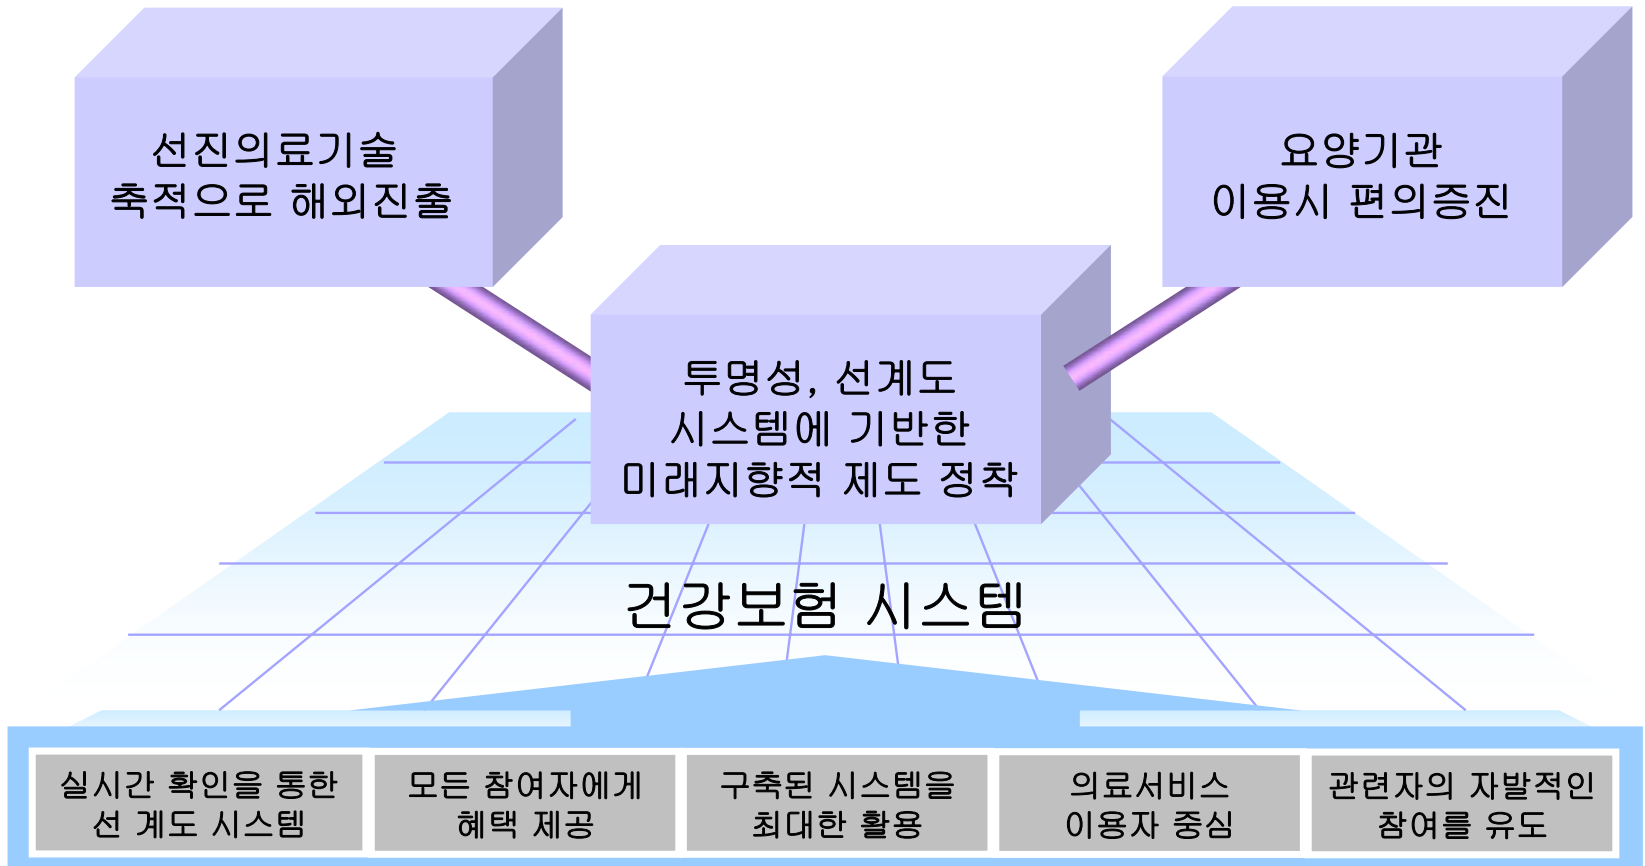 선진의료기술
축적으로 해외진출
요양기관
이용시 편의증진
투명성, 선계도
시스템에 기반한
미래지향적 제도 정착
건강보험 시스템
실시간 확인을 통한
선 계도 시스템
모든 참여자에게
혜택 제공
구축된 시스템을
최대한 활용
의료서비스
이용자 중심
관련자의 자발적인
참여를 유도